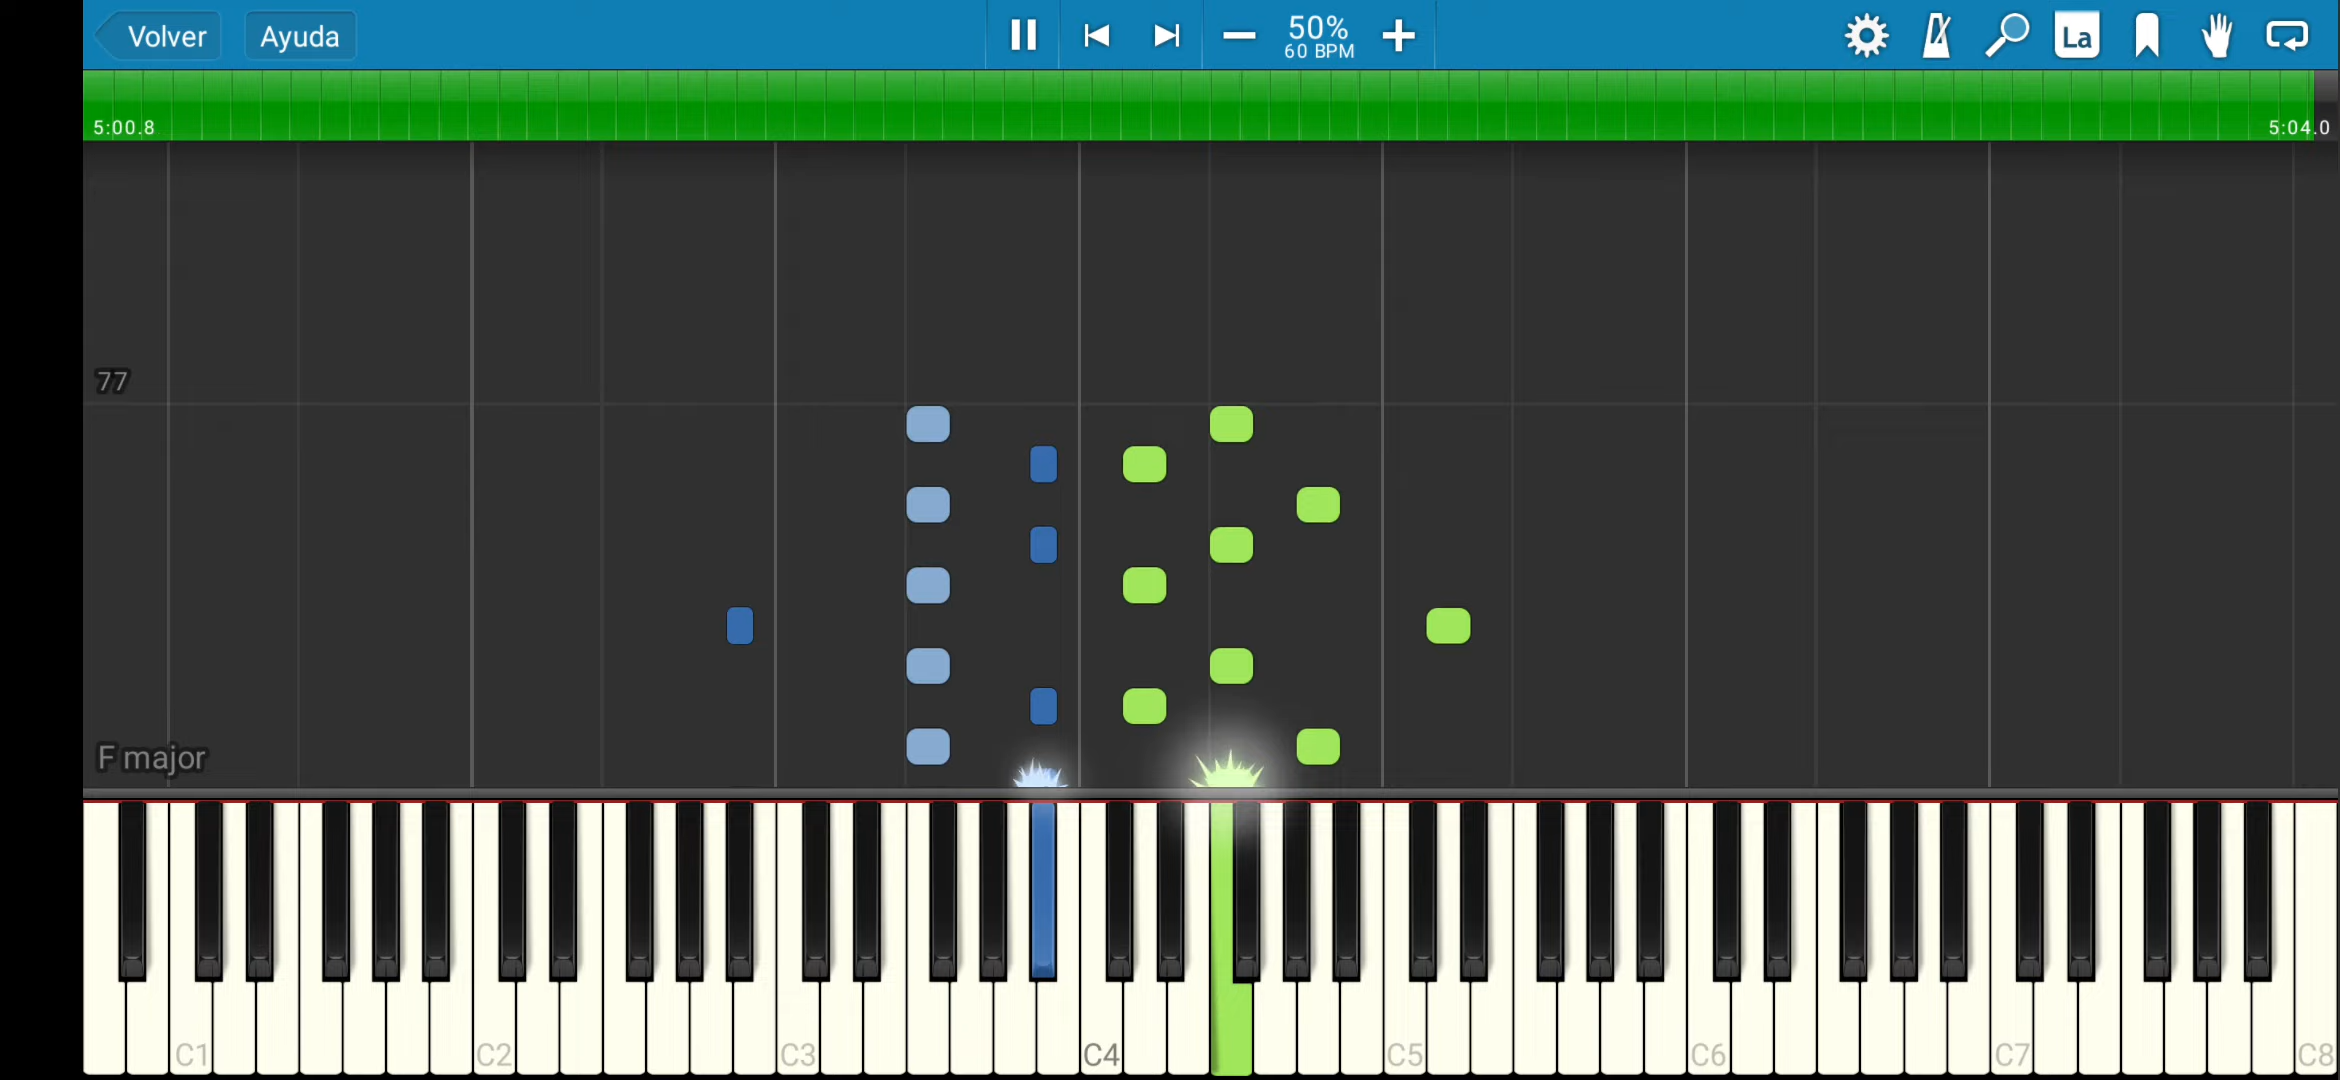 Volver
Ayuda
50%
60 BPM
La
5:00.8
5:04.0
77
F major
C1
C2
C3
C4
C5
C6
C7
C8